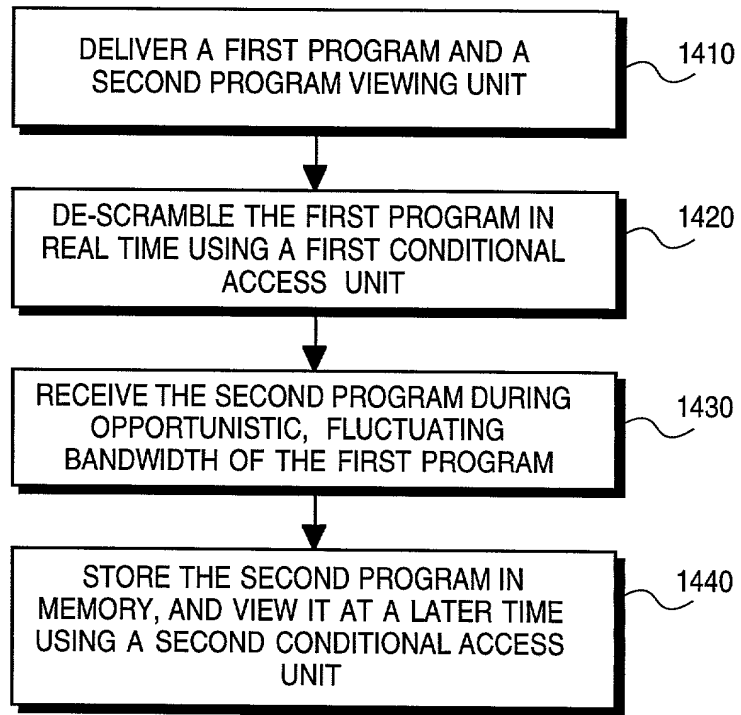 DELIVER A FIRST PROGRAM AND A
SECOND PROGRAM VIEWING UNIT
1410
DE-SCRAMBLE THE FIRST PROGRAM IN
REAL TIME USING A FIRST CONDITIONAL
ACCESS UNIT
1420
RECEIVE THE SECOND PROGRAM DURING
OPPORTUNISTIC, FLUCTUATING
BANDWIDTH OF THE FIRST PROGRAM
1430
STORE THE SECOND PROGRAM IN
MEMORY, AND VIEW IT AT A LATER TIME
USING A SECOND CONDITIONAL ACCESS
UNIT
1440